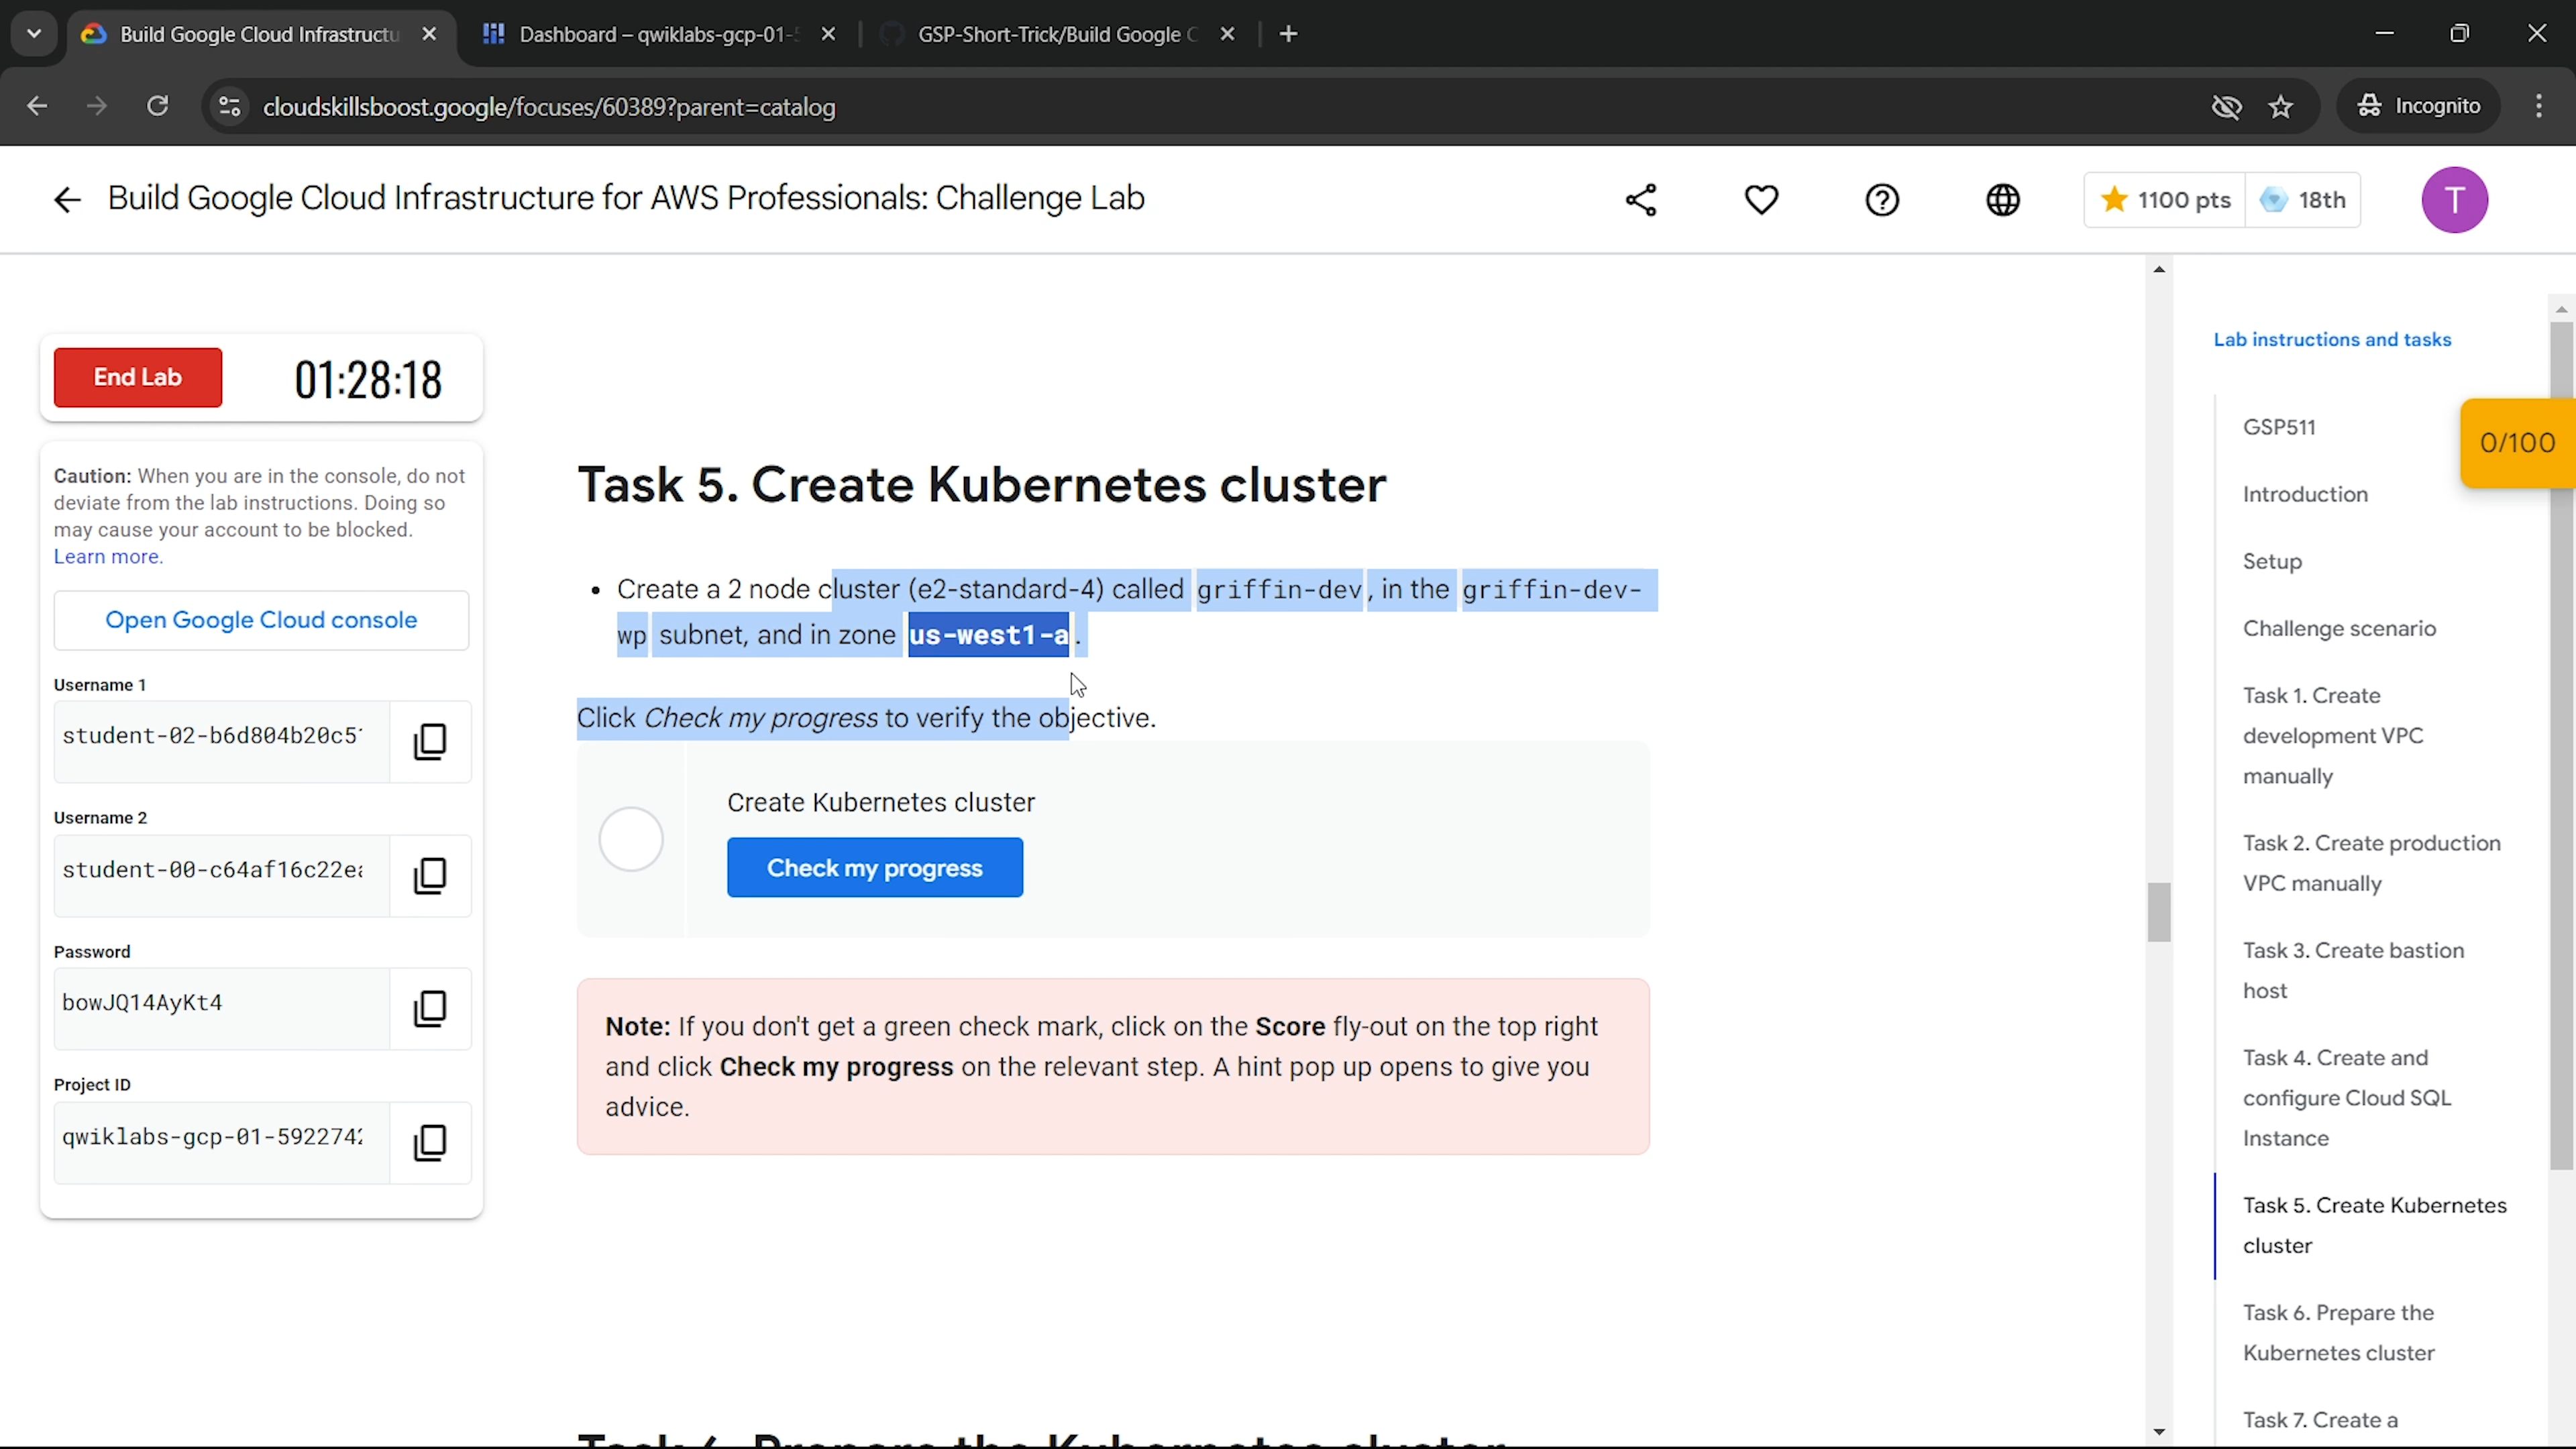 Build Google Cloud Infrastructu
Dashboard – qwiklabs-gcp-01-5
GSP-Short-Trick/Build Google C
cloudskillsboost.google/focuses/60389?parent=catalog
Incognito
Build Google Cloud Infrastructure for AWS Professionals: Challenge Lab
1100 pts
18th
T
End Lab
01:28:18
Caution: When you are in the console, do not
deviate from the lab instructions. Doing so
may cause your account to be blocked.
Learn more.
Open Google Cloud console
Username 1
student-02-b6d804b20c51
Username 2
student-00-c64af16c22ea
Password
bowJQ14AyKt4
Project ID
qwiklabs-gcp-01-5922742
Task 5. Create Kubernetes cluster
• Create a 2 node cluster (e2-standard-4) called griffin-dev, in the griffin-dev-
wp subnet, and in zone us-west1-a.
Click Check my progress to verify the objective.
Create Kubernetes cluster
Check my progress
Note: If you don't get a green check mark, click on the Score fly-out on the top right
and click Check my progress on the relevant step. A hint pop up opens to give you
advice.
Task 6. Prepare the Kubernetes cluster
Lab instructions and tasks
0/100
GSP511
Introduction
Setup
Challenge scenario
Task 1. Create
development VPC
manually
Task 2. Create production
VPC manually
Task 3. Create bastion
host
Task 4. Create and
configure Cloud SQL
Instance
Task 5. Create Kubernetes
cluster
Task 6. Prepare the
Kubernetes cluster
Task 7. Create a